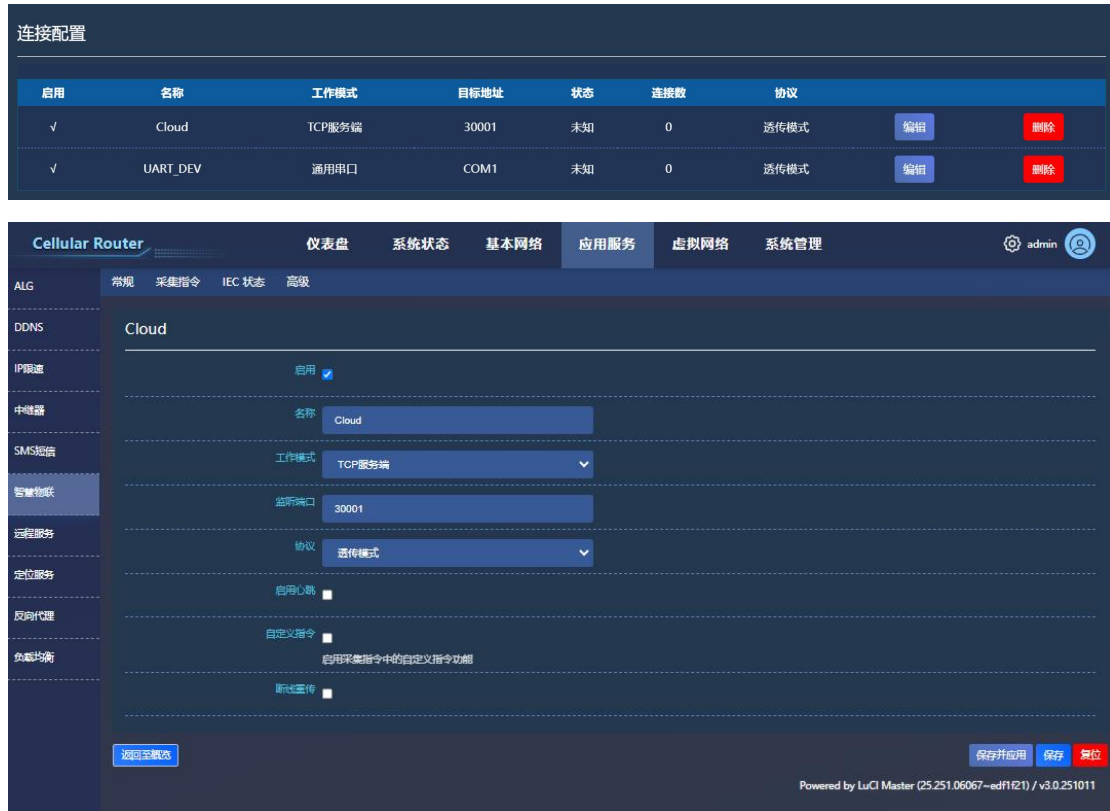 连接配置
启用 名称 工作模式 目标地址 状态 连接数 协议
√ Cloud TCP服务端 30001 未知 0 透传模式 编辑 删除
√ UART_DEV 通用串口 COM1 未知 0 透传模式 编辑 删除
Cellular Router 仪表盘 系统状态 基本网络 应用服务 虚拟网络 系统管理 admin
ALG 常规 采集指令 IEC 状态 高级
DDNS Cloud
IP限速 启用
中继器 名称 Cloud
SMS短信 工作模式 TCP服务端
智慧物联 监听端口 30001
远程服务 协议 透传模式
定位服务 启用心跳
反向代理 自定义指令
负载均衡 启用采集指令中的自定义指令功能
断线重传
返回至概览 保存并应用 保存 复位
Powered by LuCI Master (25.251.06067~edf1f21) / v3.0.251011